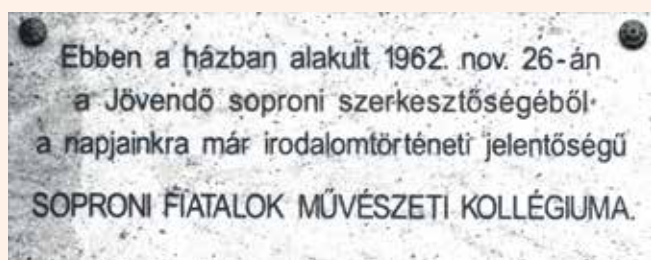 Ebben a házban alakult 1962. nov. 26-án
a Jövendő soproni szerkesztőségéből
a napjainkra már irodalomtörténeti jelentőségű
SOPRONI FIATALOK MŰVÉSZETI KOLLÉGIUMA.